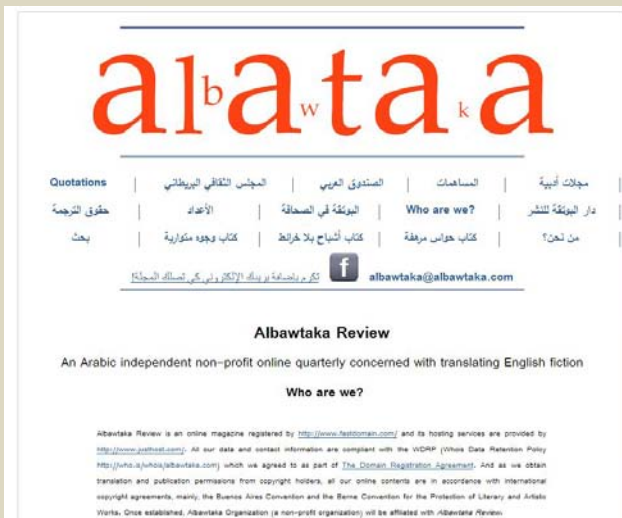 albawtaka
مجلات أدبية | المساهمات | الصندوق العربي | المجلس الثقافي البريطاني | Quotations
دار البوتقة للنشر | Who are we? | البوتقة في الصحافة | الأعداد | حقوق الترجمة
من نحن؟ | كتاب حواس مرهفة | كتاب أشباح بلا خرائط | كتاب وجوه متوارية | بحث
تكرم بإضافة بريدك الإلكتروني كي تصلك المجلة! f albawtaka@albawtaka.com
Albawtaka Review
An Arabic independent non-profit online quarterly concerned with translating English fiction
Who are we?
Albawtaka Review is an online magazine registered by http://www.fastdomain.com/ and its hosting services are provided by
http://www.justhost.com/. All our data and contact information are compliant with the WDRP (Whois Data Retention Policy
http://who.is/whois/albawtaka.com) which we agreed to as part of The Domain Registration Agreement. And as we obtain
translation and publication permissions from copyright holders, all our online contents are in accordance with international
copyright agreements, mainly, the Buenos Aires Convention and the Berne Convention for the Protection of Literary and Artistic
Works. Once established, Albawtaka Organization (a non-profit organization) will be affiliated with Albawtaka Review.